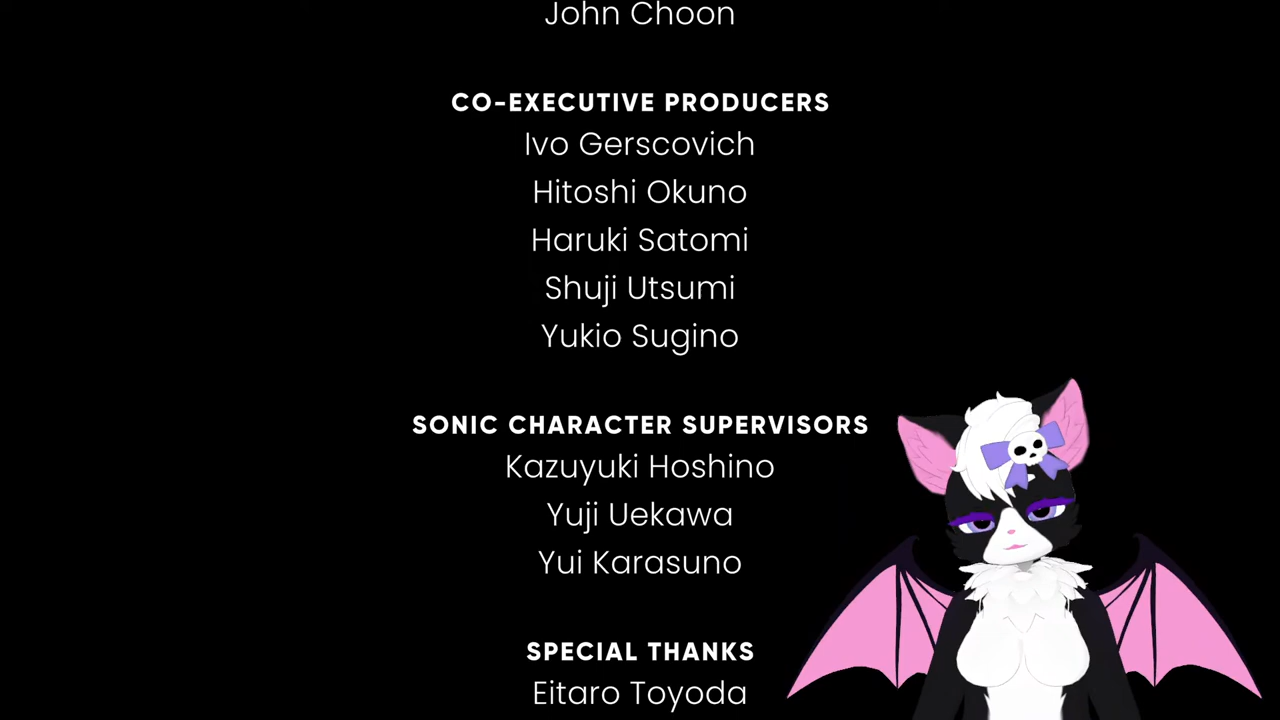 John Choon
CO-EXECUTIVE PRODUCERS
Ivo Gerscovich
Hitoshi Okuno
Haruki Satomi
Shuji Utsumi
Yukio Sugino
SONIC CHARACTER SUPERVISORS
Kazuyuki Hoshino
Yuji Uekawa
Yui Karasuno
SPECIAL THANKS
Eitaro Toyoda